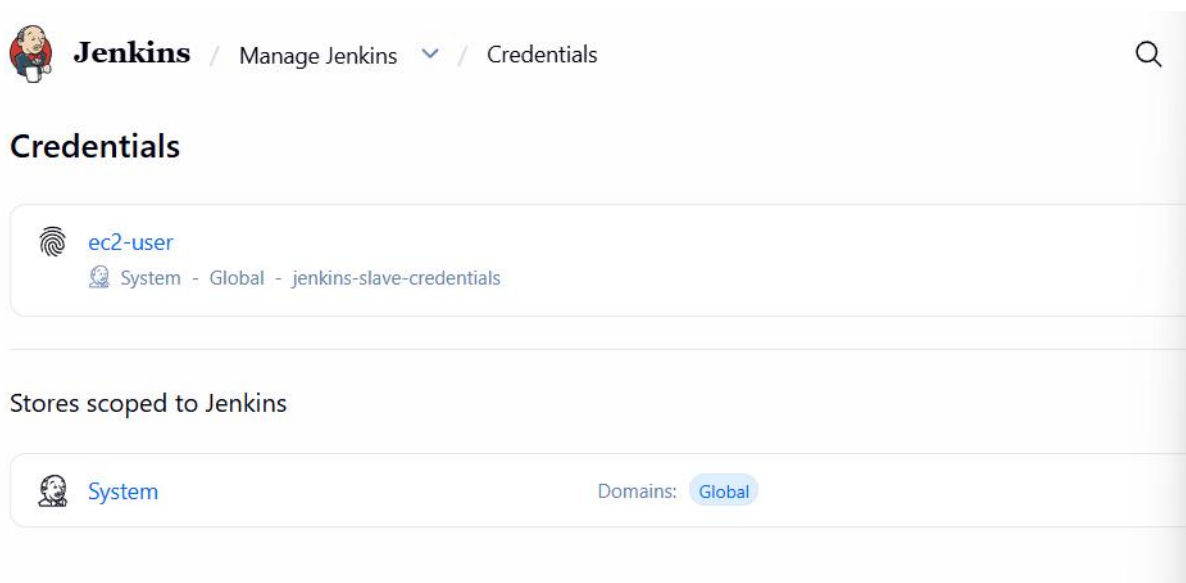 Jenkins / Manage Jenkins / Credentials
Credentials
ec2-user
System - Global - jenkins-slave-credentials
Stores scoped to Jenkins
System Domains: Global